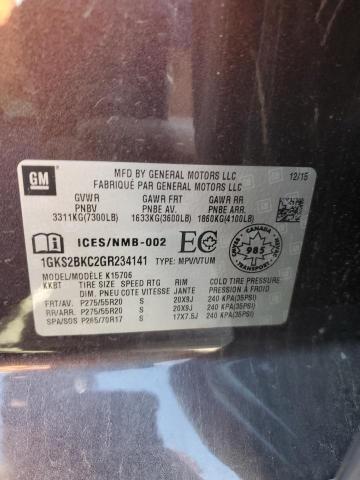 GM
MFD BY GENERAL MOTORS LLC
FABRIQUÉ PAR GENERAL MOTORS LLC
12/15
GVWR GAWR FRT GAWR RR
PNBV PNBE AV. PNBE ARR.
3311KG(7300LB) 1633KG(3600LB) 1860KG(4100LB)
ICES/NMB-002 EC
CANADA
985
1GKS2BKC2GR234141 TYPE: MPV/VTUM
MODEL/MODÈLE K15706
KKBT TIRE SIZE SPEED RTG RIM COLD TIRE PRESSURE
DIM. PNEU COTE VITESSE JANTE PRESSION À FROID
FRT/AV. P275/55R20 S 20X9J 240 KPA(35PSI)
RR/ARR. P275/55R20 S 20X9J 240 KPA(35PSI)
SPA/SOS P265/70R17 S 17X7.5J 240 KPA(35PSI)